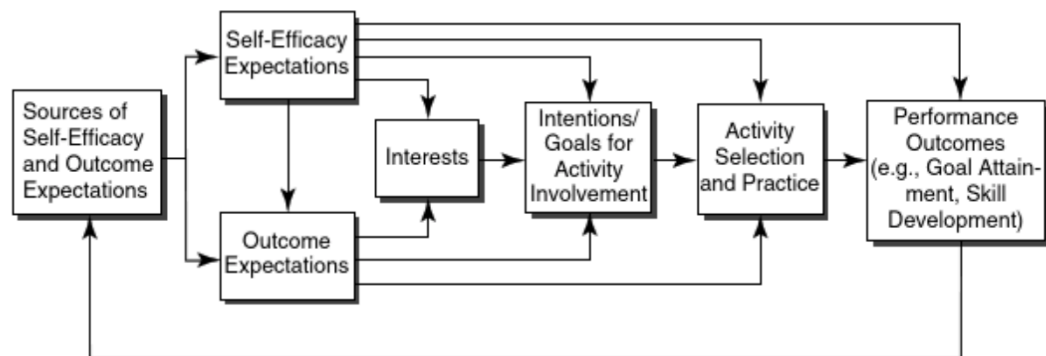 Self-Efficacy
Expectations
Sources of
Self-Efficacy
and Outcome
Expectations
Interests
Intentions/
Goals for
Activity
Involvement
Activity
Selection
and Practice
Performance
Outcomes
(e.g., Goal Attain-
ment, Skill
Development)
Outcome
Expectations